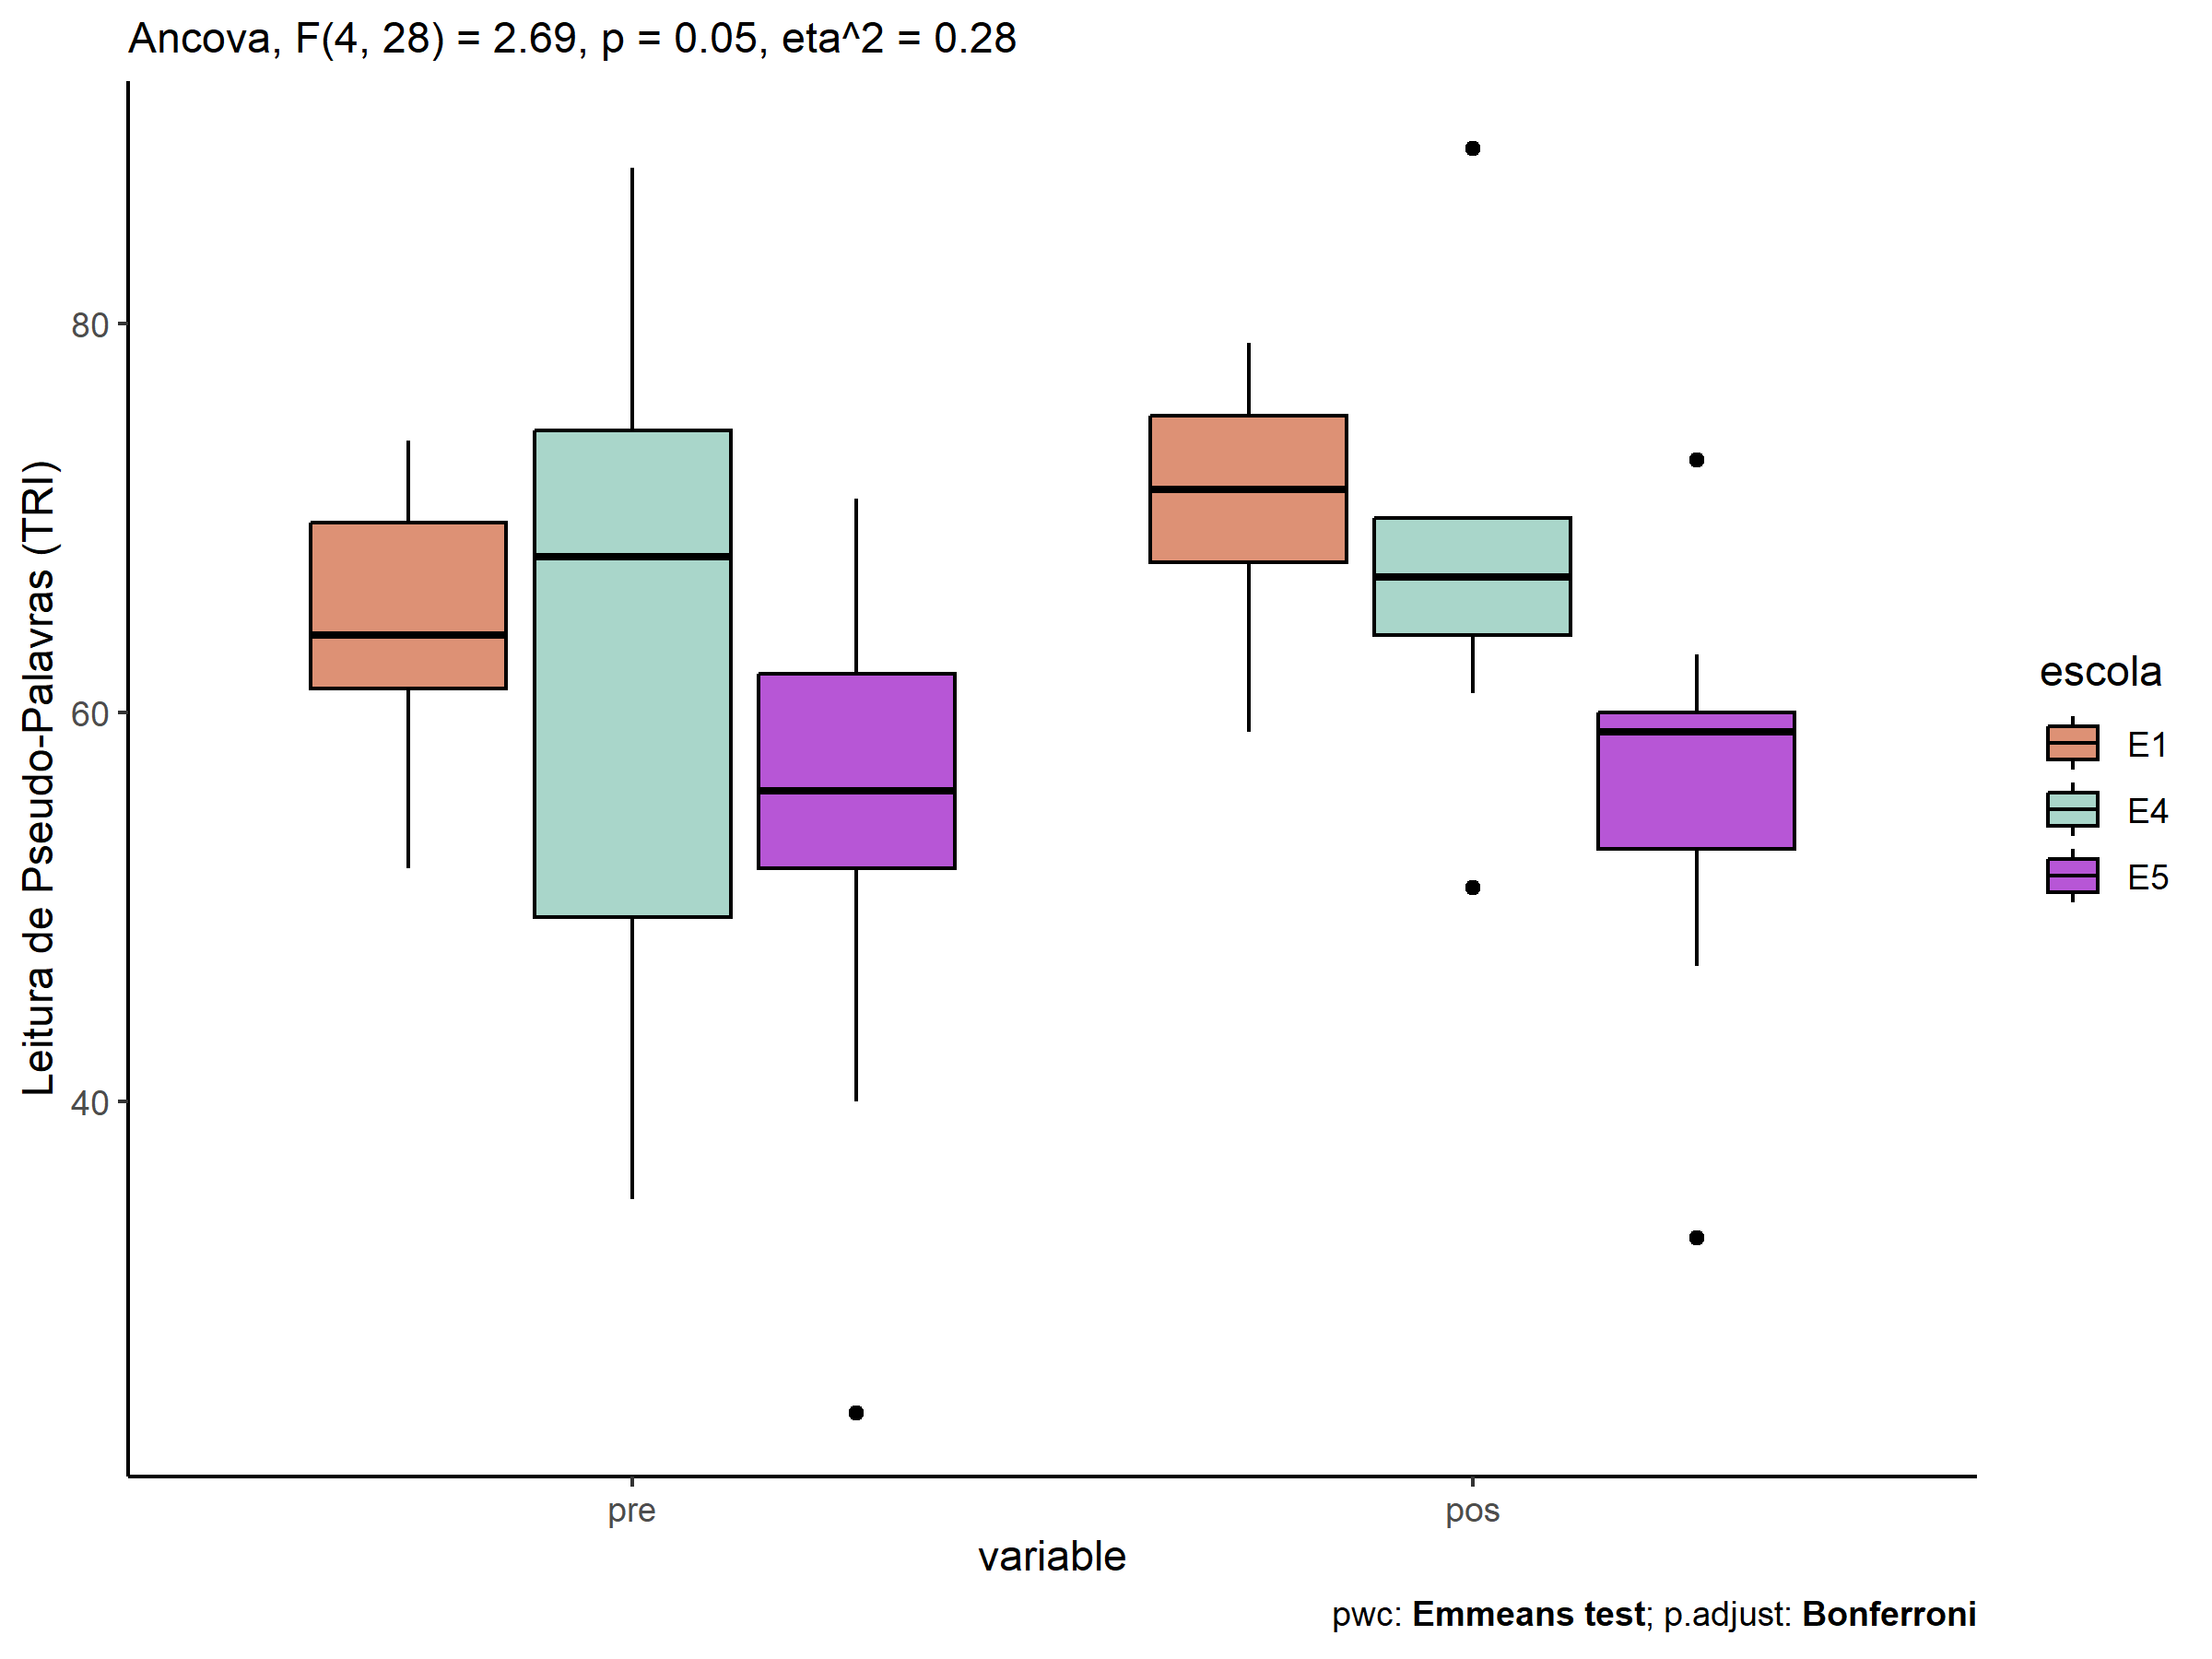 Ancova, F(4, 28) = 2.69, p = 0.05, eta^2 = 0.28
Leitura de Pseudo-Palavras (TRI)
80
60
40
pre
pos
variable
escola
E1
E4
E5
pwc: Emmeans test; p.adjust: Bonferroni